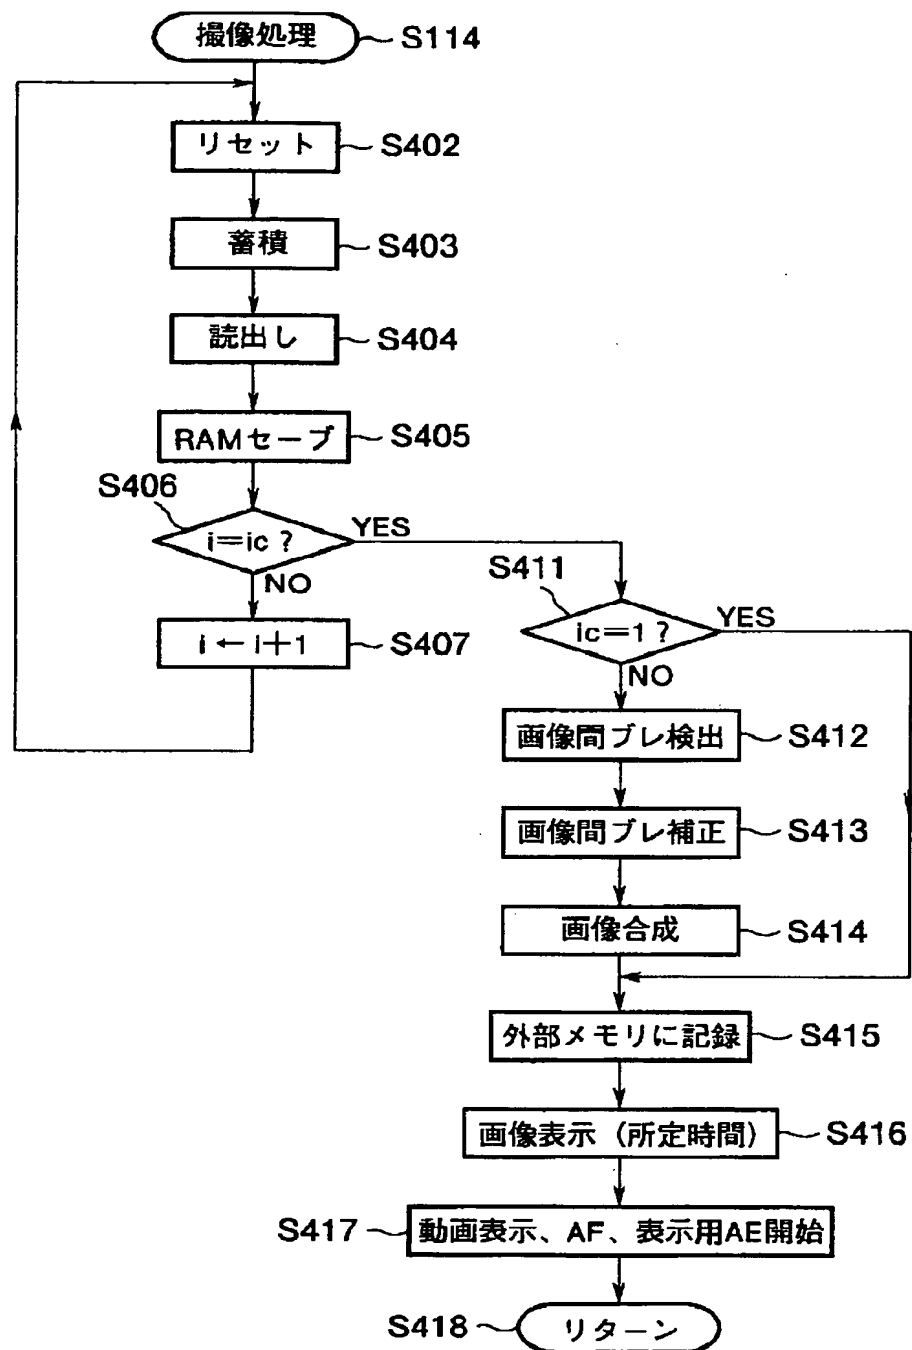 撮像処理 S114
リセット S402
蓄積 S403
読出し S404
RAMセーブ S405
S406
i=ic ?
YES
NO
i←i+1 S407
S411
ic=1 ?
YES
NO
画像間ブレ検出 S412
画像間ブレ補正 S413
画像合成 S414
外部メモリに記録 S415
画像表示（所定時間） S416
S417 動画表示、AF、表示用AE開始
S418 リターン